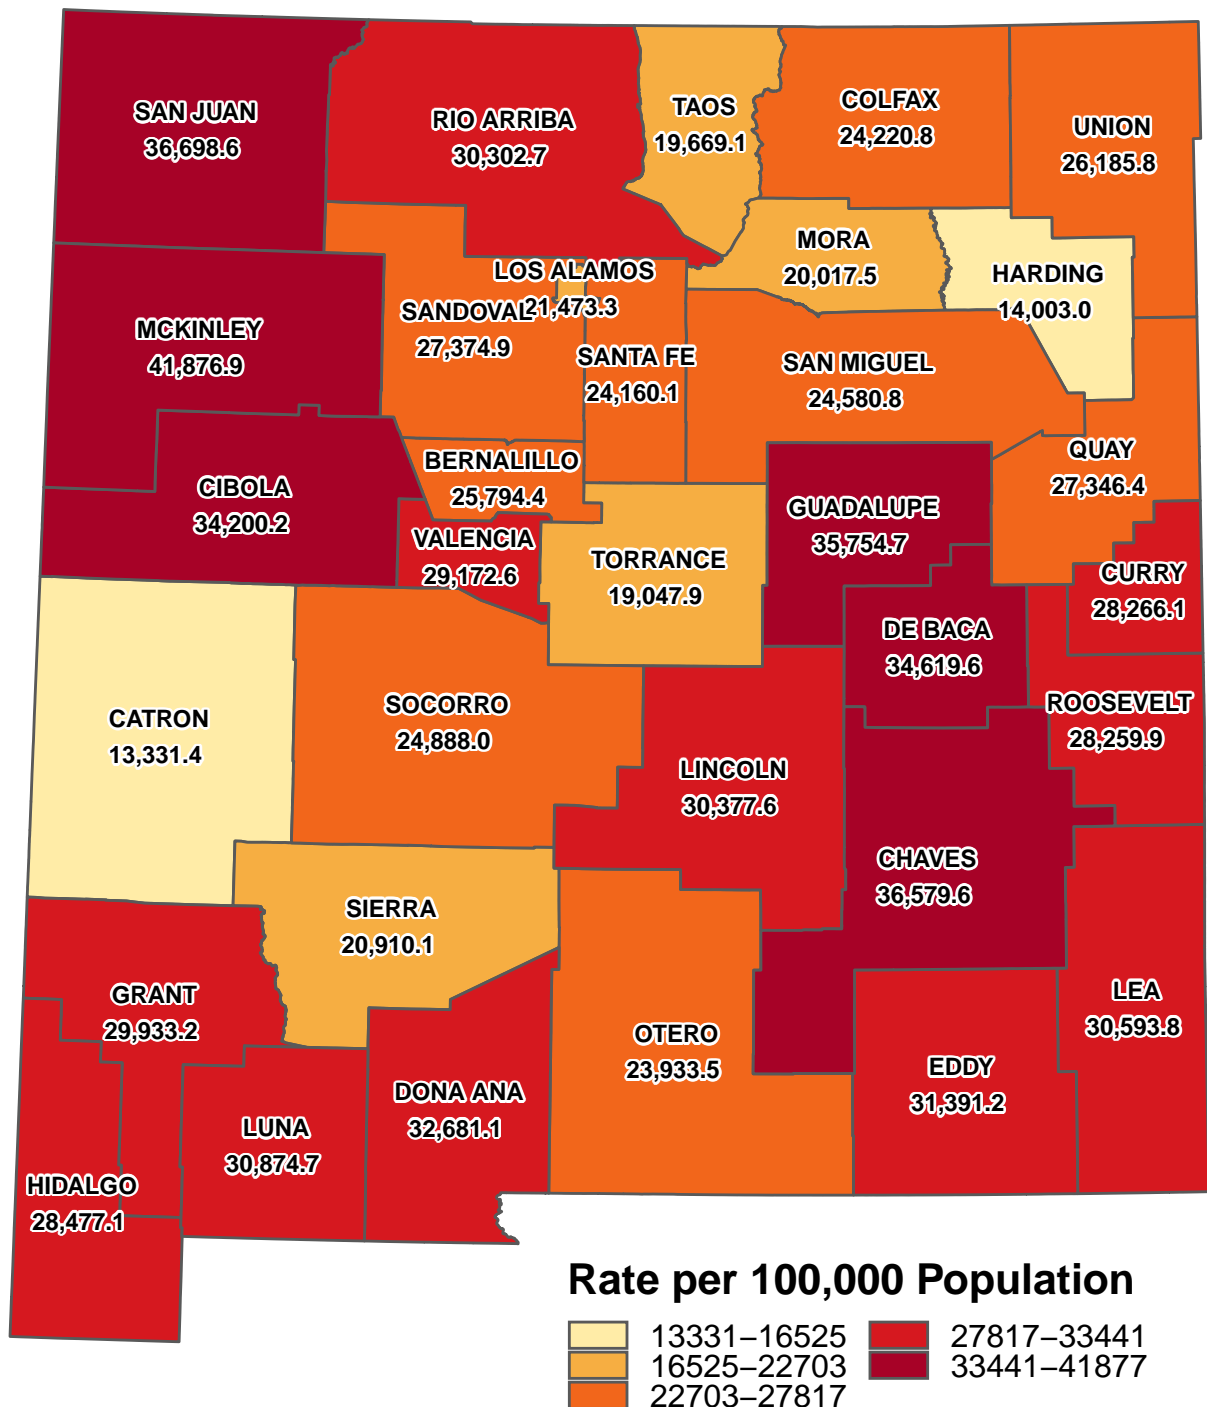 SAN JUAN
36,698.6
RIO ARRIBA
30,302.7
TAOS
19,669.1
COLFAX
24,220.8
UNION
26,185.8
MORA
20,017.5
HARDING
14,003.0
LOS ALAMOS
21,473.3
SANDOVAL
27,374.9
MCKINLEY
41,876.9
SANTA FE
24,160.1
SAN MIGUEL
24,580.8
QUAY
27,346.4
BERNALILLO
25,794.4
CIBOLA
34,200.2
GUADALUPE
35,754.7
VALENCIA
29,172.6
TORRANCE
19,047.9
CURRY
28,266.1
DE BACA
34,619.6
ROOSEVELT
28,259.9
CATRON
13,331.4
SOCORRO
24,888.0
LINCOLN
30,377.6
CHAVES
36,579.6
SIERRA
20,910.1
GRANT
29,933.2
LEA
30,593.8
OTERO
23,933.5
EDDY
31,391.2
DONA ANA
32,681.1
LUNA
30,874.7
HIDALGO
28,477.1
Rate per 100,000 Population
13331–16525
16525–22703
22703–27817
27817–33441
33441–41877